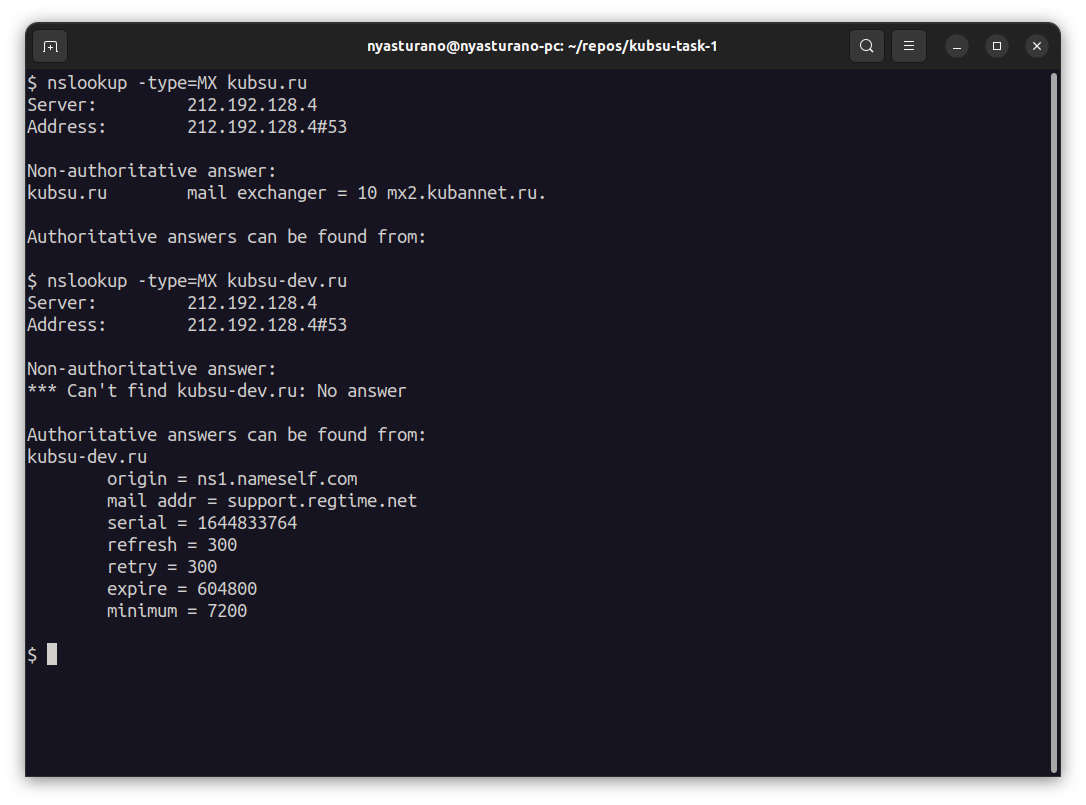 nyasturano@nyasturano-pc: ~/repos/kubsu-task-1
$ nslookup -type=MX kubsu.ru
Server:         212.192.128.4
Address:        212.192.128.4#53

Non-authoritative answer:
kubsu.ru        mail exchanger = 10 mx2.kubannet.ru.

Authoritative answers can be found from:

$ nslookup -type=MX kubsu-dev.ru
Server:         212.192.128.4
Address:        212.192.128.4#53

Non-authoritative answer:
*** Can't find kubsu-dev.ru: No answer

Authoritative answers can be found from:
kubsu-dev.ru
        origin = ns1.nameself.com
        mail addr = support.regtime.net
        serial = 1644833764
        refresh = 300
        retry = 300
        expire = 604800
        minimum = 7200

$